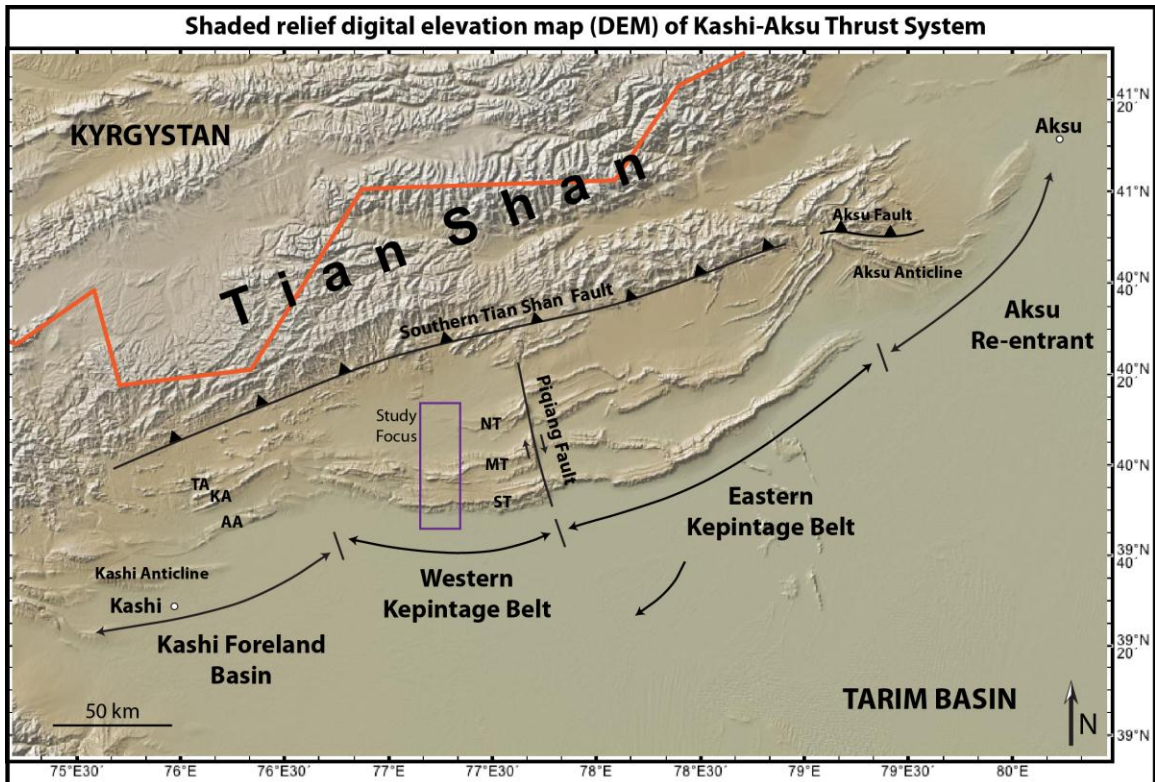 Shaded relief digital elevation map (DEM) of Kashi-Aksu Thrust System
KYRGYSTAN
Tian Shan
Aksu
Aksu Fault
Aksu Anticline
Aksu
Re-entrant
Southern Tian Shan Fault
Piqiang Fault
Study
Focus
NT
MT
ST
TA
KA
AA
Eastern
Kepintage Belt
Western
Kepintage Belt
Kashi Anticline
Kashi
Kashi Foreland
Basin
50 km
TARIM BASIN
N
41°N
20'
41°N
40°N
40'
40°N
20'
40°N
39°N
40'
39°N
20'
39°N
75°E30'
76°E
76°E30'
77°E
77°E30'
78°E
78°E30'
79°E
79°E30'
80°E